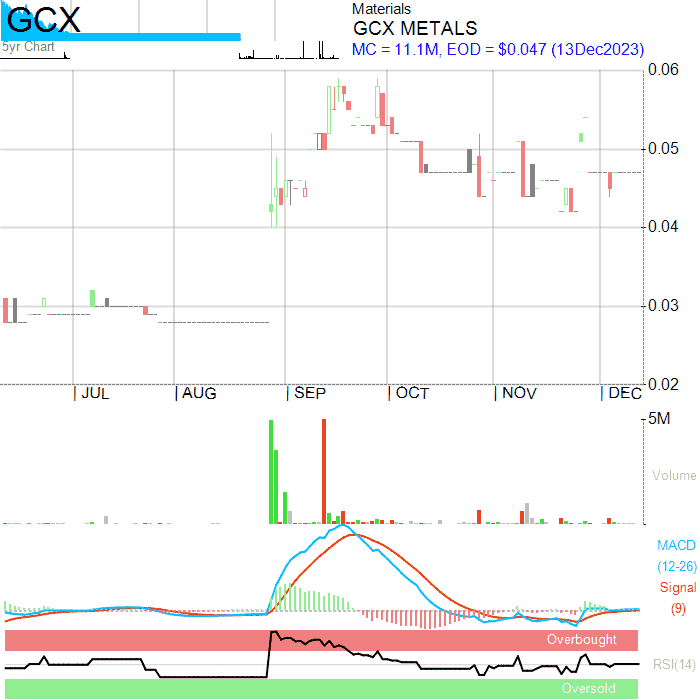 GCX
5yr Chart
Materials
GCX METALS
MC = 11.1M, EOD = $0.047 (13Dec2023)
0.06
0.05
0.04
0.03
0.02
JUL
AUG
SEP
OCT
NOV
DEC
5M
Volume
MACD
(12-26)
Signal
(9)
Overbought
RSI(14)
Oversold